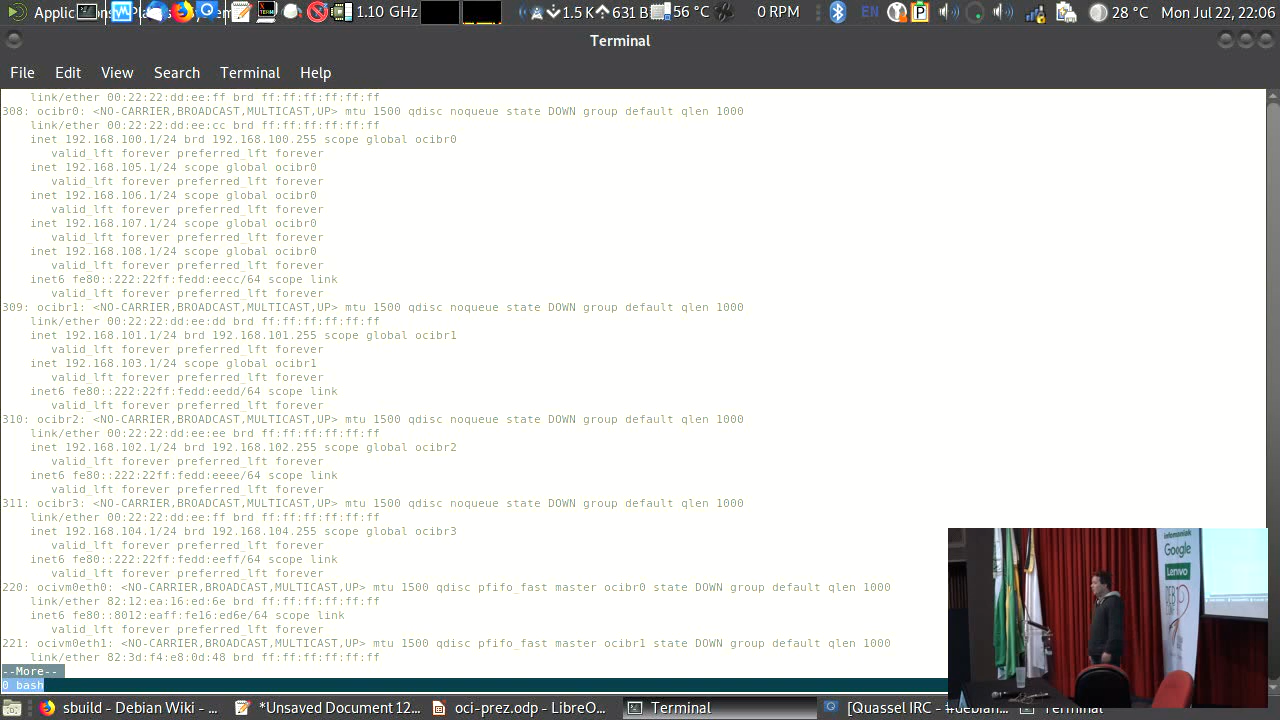 Applic
1.10 GHz
1.5 K
631 B
56 °C
0 RPM
EN
28 °C
Mon Jul 22, 22:06
Terminal
File Edit View Search Terminal Help
link/ether 00:22:22:dd:ee:ff brd ff:ff:ff:ff:ff:ff
308: ocibr0: <NO-CARRIER,BROADCAST,MULTICAST,UP> mtu 1500 qdisc noqueue state DOWN group default qlen 1000
link/ether 00:22:22:dd:ee:cc brd ff:ff:ff:ff:ff:ff
inet 192.168.100.1/24 brd 192.168.100.255 scope global ocibr0
valid_lft forever preferred_lft forever
inet 192.168.105.1/24 scope global ocibr0
valid_lft forever preferred_lft forever
inet 192.168.106.1/24 scope global ocibr0
valid_lft forever preferred_lft forever
inet 192.168.107.1/24 scope global ocibr0
valid_lft forever preferred_lft forever
inet 192.168.108.1/24 scope global ocibr0
valid_lft forever preferred_lft forever
inet6 fe80::222:22ff:fedd:eecc/64 scope link
valid_lft forever preferred_lft forever
309: ocibr1: <NO-CARRIER,BROADCAST,MULTICAST,UP> mtu 1500 qdisc noqueue state DOWN group default qlen 1000
link/ether 00:22:22:dd:ee:dd brd ff:ff:ff:ff:ff:ff
inet 192.168.101.1/24 brd 192.168.101.255 scope global ocibr1
valid_lft forever preferred_lft forever
inet 192.168.103.1/24 scope global ocibr1
valid_lft forever preferred_lft forever
inet6 fe80::222:22ff:fedd:eedd/64 scope link
valid_lft forever preferred_lft forever
310: ocibr2: <NO-CARRIER,BROADCAST,MULTICAST,UP> mtu 1500 qdisc noqueue state DOWN group default qlen 1000
link/ether 00:22:22:dd:ee:ee brd ff:ff:ff:ff:ff:ff
inet 192.168.102.1/24 brd 192.168.102.255 scope global ocibr2
valid_lft forever preferred_lft forever
inet6 fe80::222:22ff:fedd:eeee/64 scope link
valid_lft forever preferred_lft forever
311: ocibr3: <NO-CARRIER,BROADCAST,MULTICAST,UP> mtu 1500 qdisc noqueue state DOWN group default qlen 1000
link/ether 00:22:22:dd:ee:ff brd ff:ff:ff:ff:ff:ff
inet 192.168.104.1/24 brd 192.168.104.255 scope global ocibr3
valid_lft forever preferred_lft forever
inet6 fe80::222:22ff:fedd:eeff/64 scope link
valid_lft forever preferred_lft forever
220: ocivm0eth0: <NO-CARRIER,BROADCAST,MULTICAST,UP> mtu 1500 qdisc pfifo_fast master ocibr0 state DOWN group default qlen 1000
link/ether 82:12:ea:16:ed:6e brd ff:ff:ff:ff:ff:ff
inet6 fe80::8012:eaff:fe16:ed6e/64 scope link
valid_lft forever preferred_lft forever
221: ocivm0eth1: <NO-CARRIER,BROADCAST,MULTICAST,UP> mtu 1500 qdisc pfifo_fast master ocibr1 state DOWN group default qlen 1000
link/ether 82:3d:f4:e8:0d:48 brd ff:ff:ff:ff:ff:ff
--More--
0 bash
infomaniak
Google
Lenovo
sbuild - Debian Wiki - ...
*Unsaved Document 12...
oci-prez.odp - LibreO...
Terminal
[Quassel IRC - #debian...
Terminal